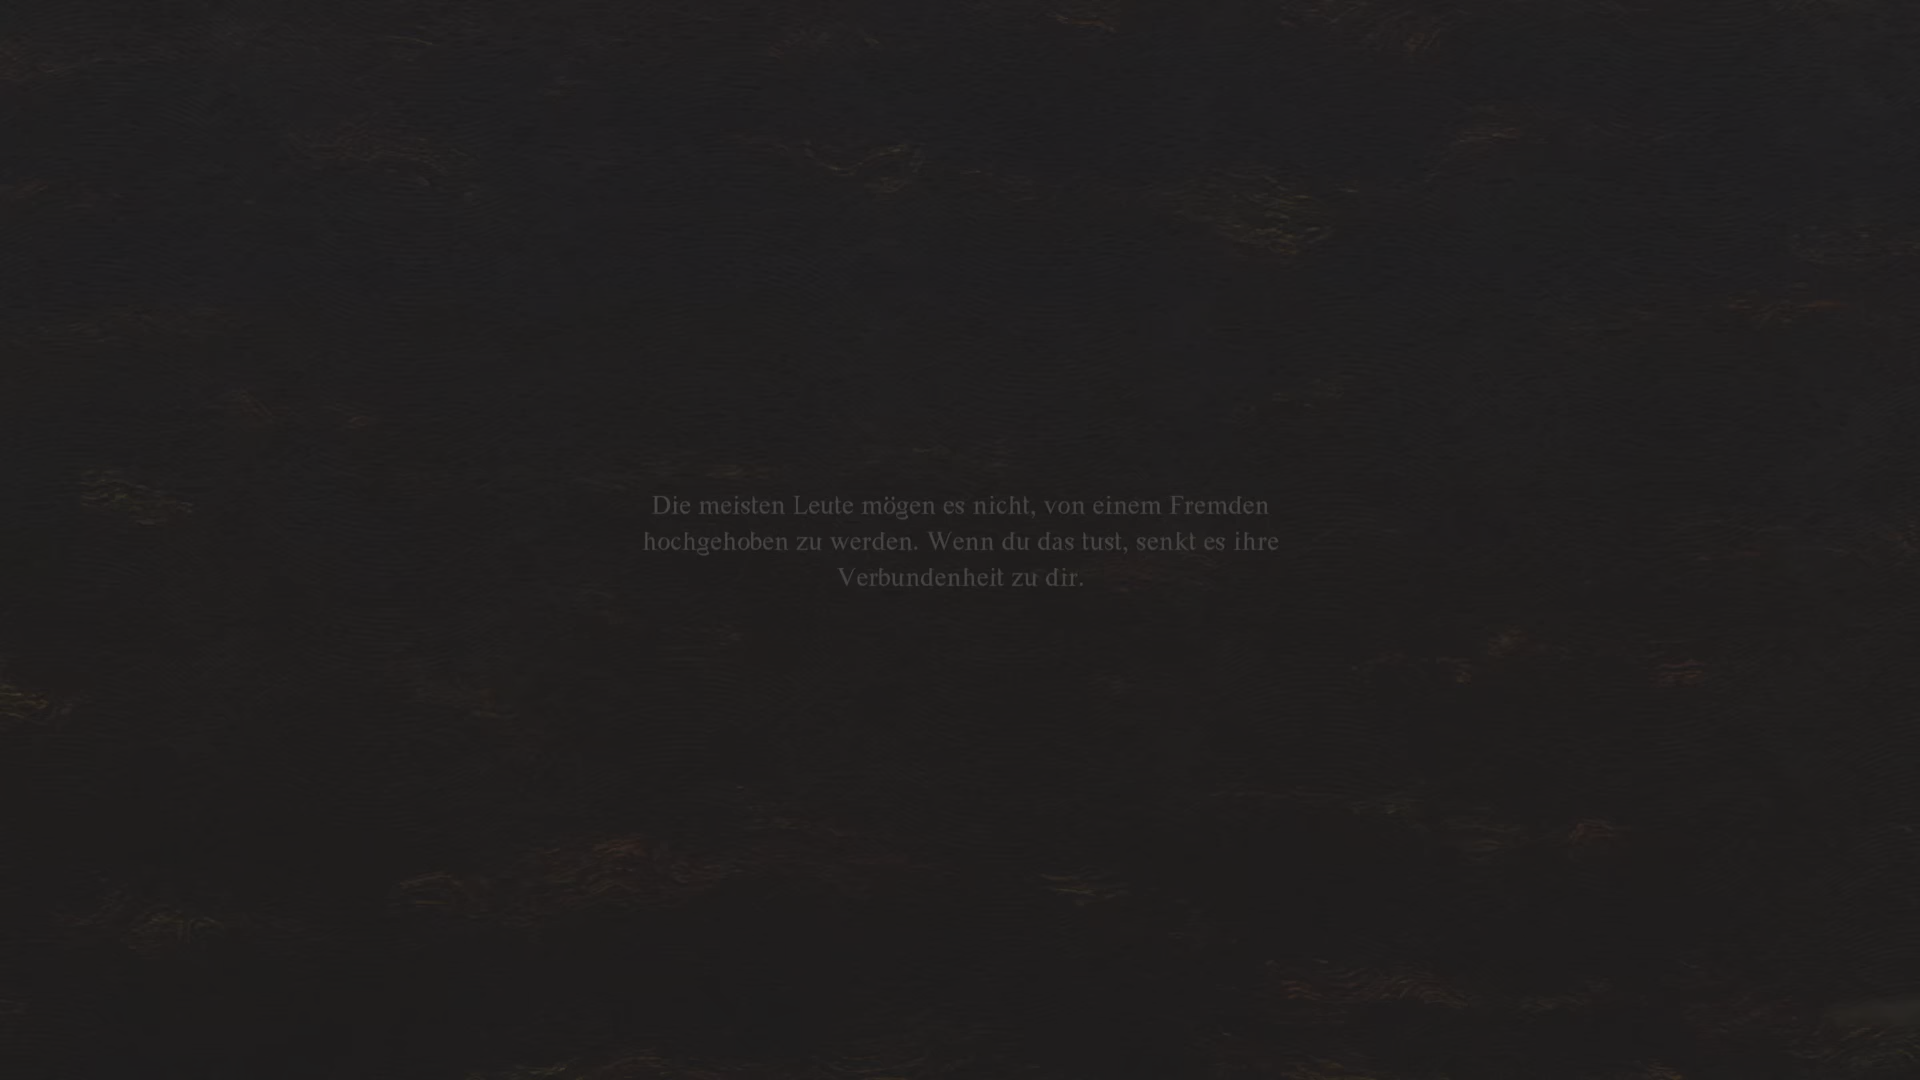 Die meisten Leute mögen es nicht, von einem Fremden
hochgehoben zu werden. Wenn du das tust, senkt es ihre
Verbundenheit zu dir.